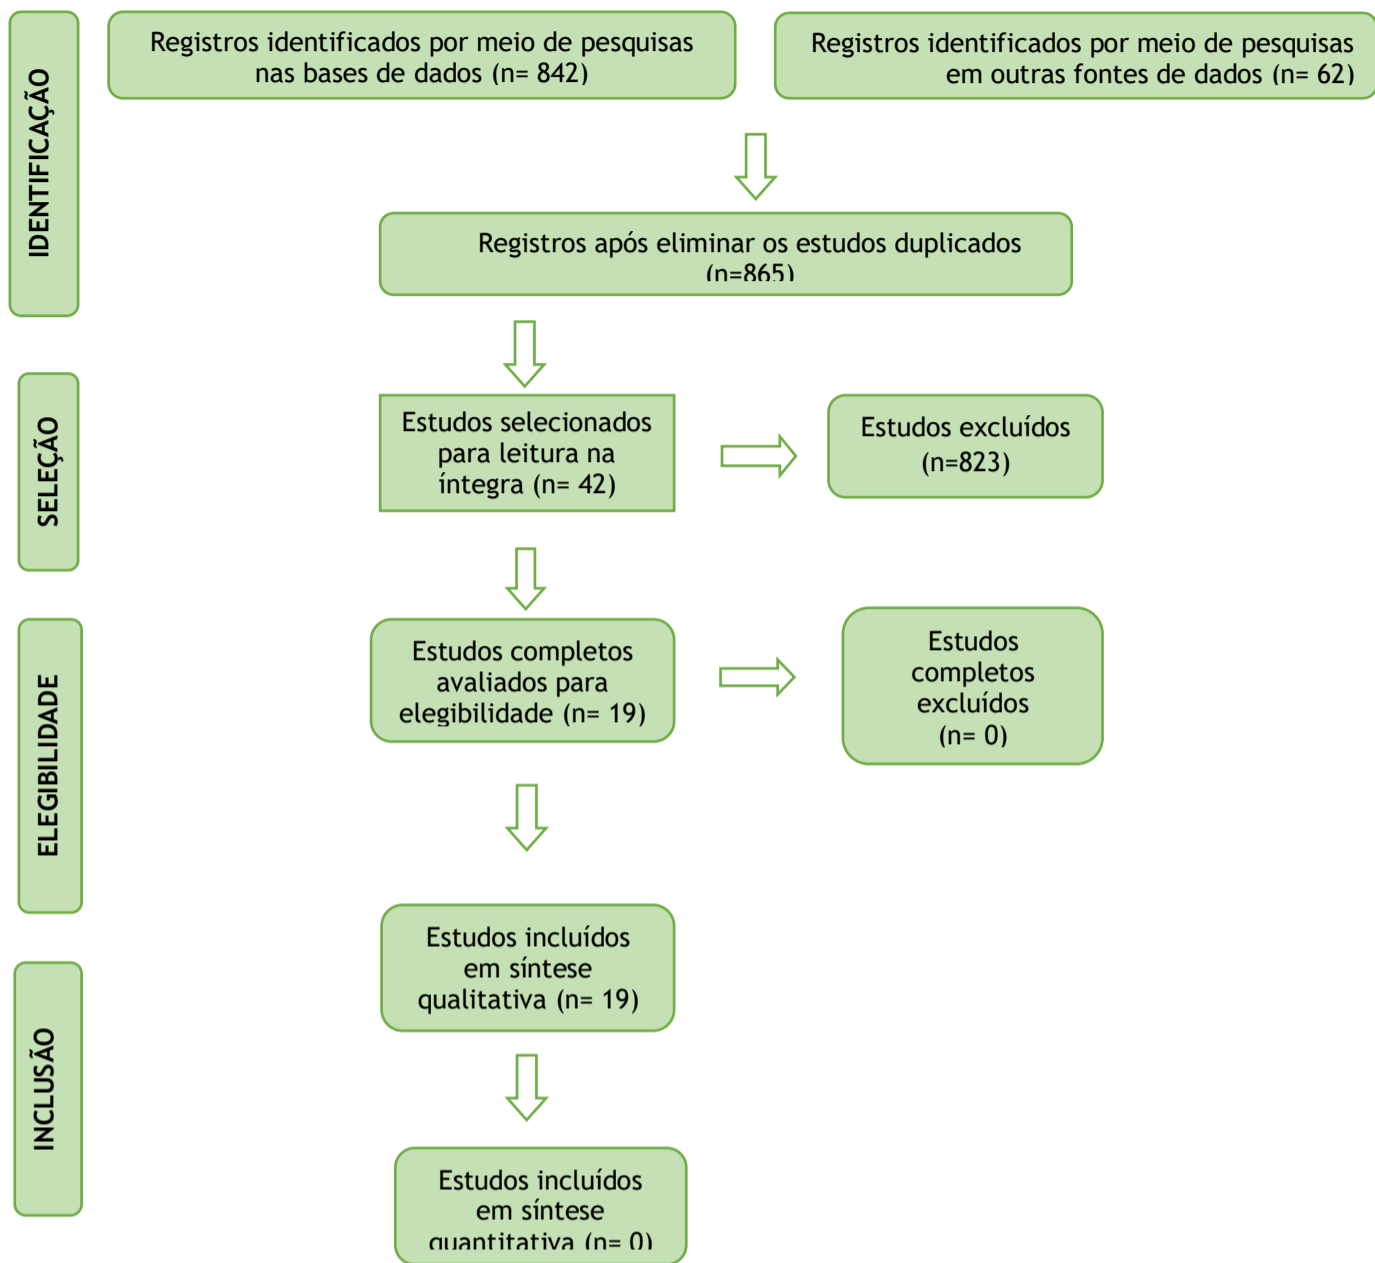 IDENTIFICAÇÃO
Registros identificados por meio de pesquisas
nas bases de dados (n= 842)
Registros identificados por meio de pesquisas
em outras fontes de dados (n= 62)
Registros após eliminar os estudos duplicados
(n=865)
SELEÇÃO
Estudos selecionados
para leitura na
íntegra (n= 42)
Estudos excluídos
(n=823)
ELEGIBILIDADE
Estudos completos
avaliados para
elegibilidade (n= 19)
Estudos
completos
excluídos
(n= 0)
INCLUSÃO
Estudos incluídos
em síntese
qualitativa (n= 19)
Estudos incluídos
em síntese
quantitativa (n= 0)